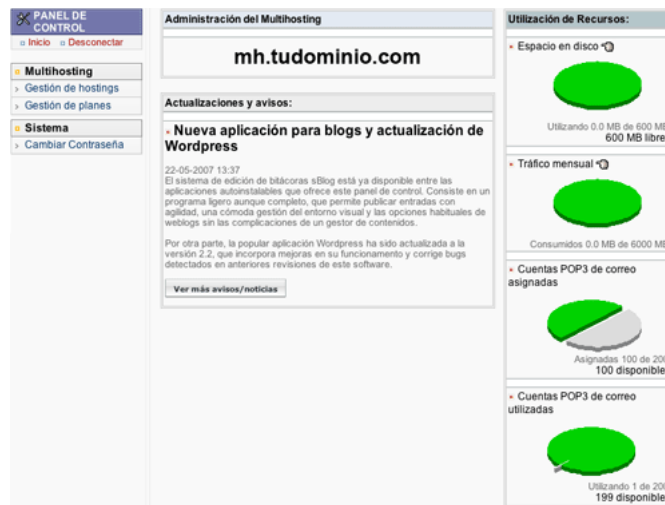 PANEL DE
CONTROL
Inicio Desconectar
Multihosting
Gestión de hostings
Gestión de planes
Sistema
Cambiar Contraseña
Administración del Multihosting
mh.tudominio.com
Actualizaciones y avisos:
Nueva aplicación para blogs y actualización de
Wordpress
22-05-2007 13:37
El sistema de edición de bitácoras sBlog está ya disponible entre las
aplicaciones autoinstalables que ofrece este panel de control. Consiste en un
programa ligero aunque completo, que permite publicar entradas con
agilidad, una cómoda gestión del entorno visual y las opciones habituales de
weblogs sin las complicaciones de un gestor de contenidos.
Por otra parte, la popular aplicación Wordpress ha sido actualizada a la
versión 2.2, que incorpora mejoras en su funcionamiento y corrige bugs
detectados en anteriores revisiones de este software.
Ver más avisos/noticias
Utilización de Recursos:
Espacio en disco
Utilizando 0.0 MB de 600 MB
600 MB libre
Tráfico mensual
Consumidos 0.0 MB de 6000 MB
Cuentas POP3 de correo
asignadas
Asignadas 100 de 200
100 disponible
Cuentas POP3 de correo
utilizadas
Utilizando 1 de 200
199 disponible